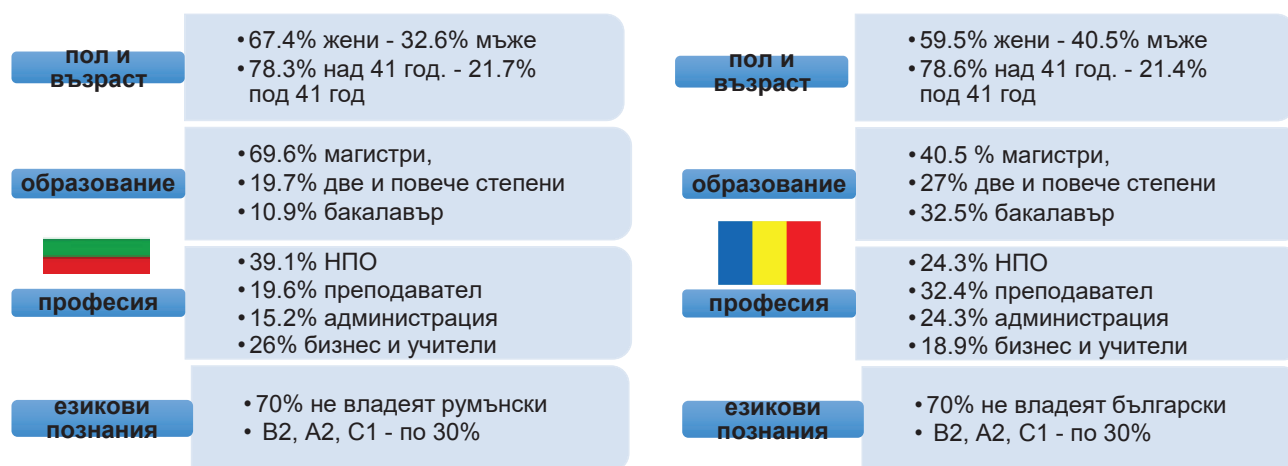 пол и
възраст
• 67.4% жени - 32.6% мъже
• 78.3% над 41 год. - 21.7%
под 41 год
образование
• 69.6% магистри,
• 19.7% две и повече степени
• 10.9% бакалавър
професия
• 39.1% НПО
• 19.6% преподавател
• 15.2% администрация
• 26% бизнес и учители
езикови
познания
• 70% не владеят румънски
• B2, A2, C1 - по 30%
пол и
възраст
• 59.5% жени - 40.5% мъже
• 78.6% над 41 год. - 21.4%
под 41 год
образование
• 40.5 % магистри,
• 27% две и повече степени
• 32.5% бакалавър
професия
• 24.3% НПО
• 32.4% преподавател
• 24.3% администрация
• 18.9% бизнес и учители
езикови
познания
• 70% не владеят български
• B2, A2, C1 - по 30%